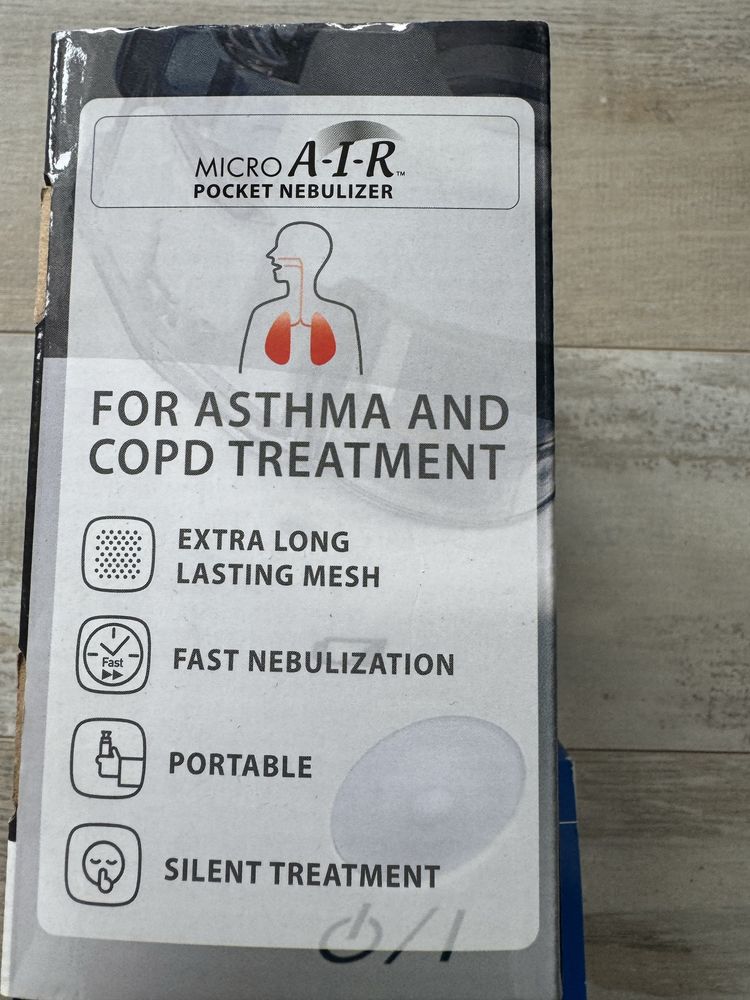 MICRO A-I-R™
POCKET NEBULIZER
FOR ASTHMA AND
COPD TREATMENT
EXTRA LONG
LASTING MESH
Fast
FAST NEBULIZATION
PORTABLE
SILENT TREATMENT